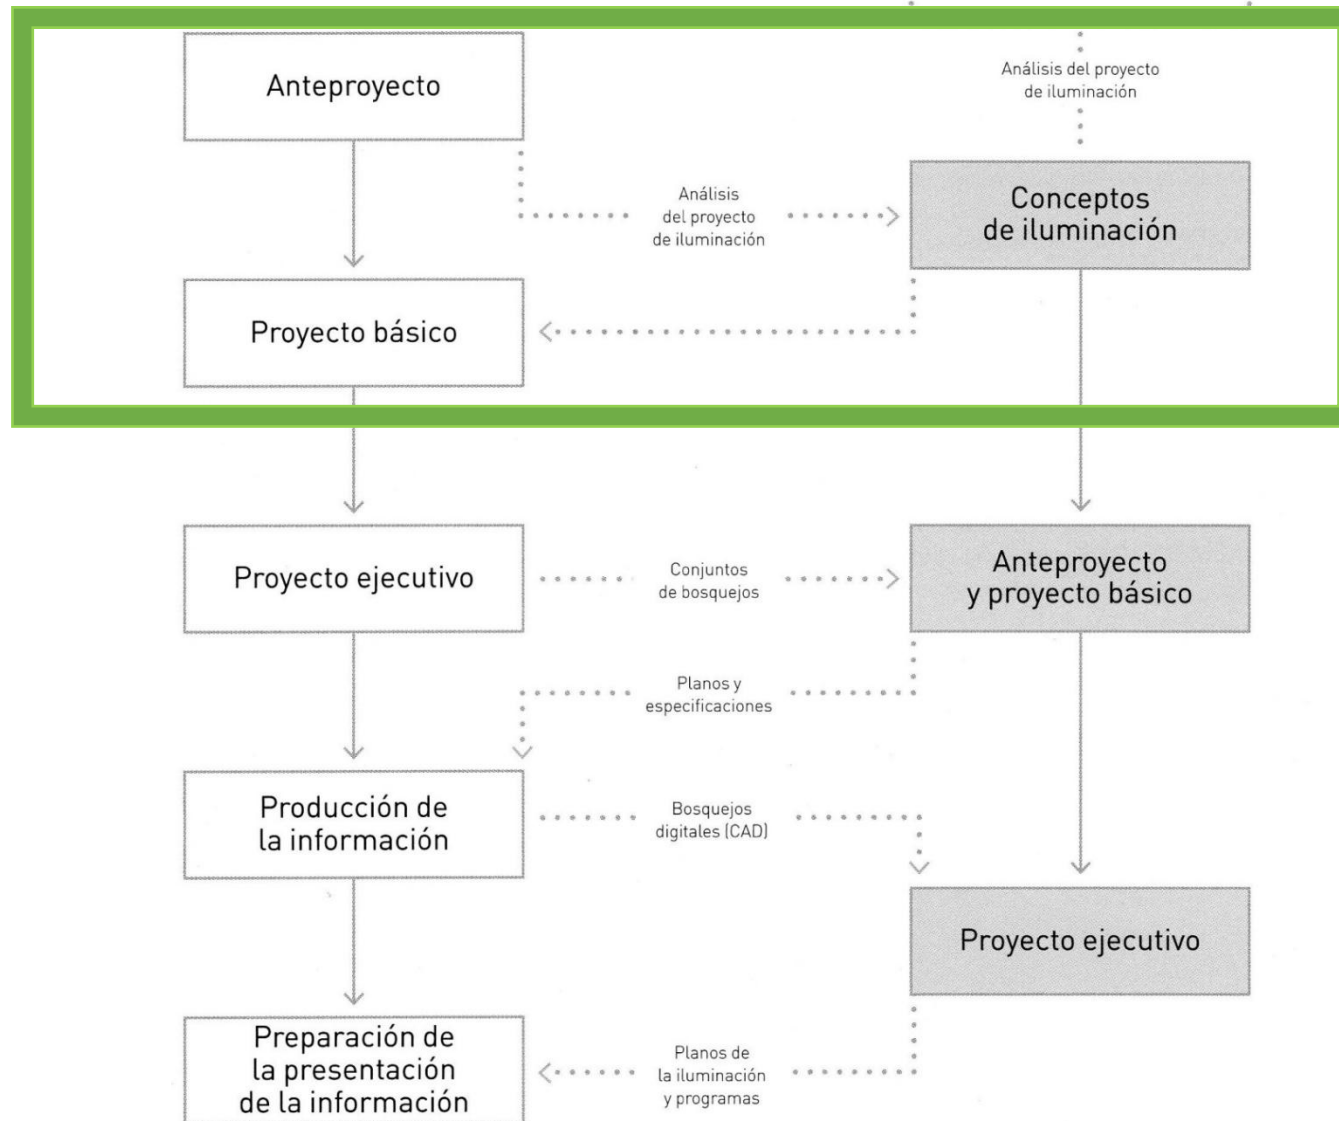 Anteproyecto
Análisis del proyecto
de iluminación
Análisis
del proyecto
de iluminación
Conceptos
de iluminación
Proyecto básico
Proyecto ejecutivo
Conjuntos
de bosquejos
Anteproyecto
y proyecto básico
Planos y
especificaciones
Producción de
la información
Bosquejos
digitales (CAD)
Proyecto ejecutivo
Preparación de
la presentación
de la información
Planos de
la iluminación
y programas